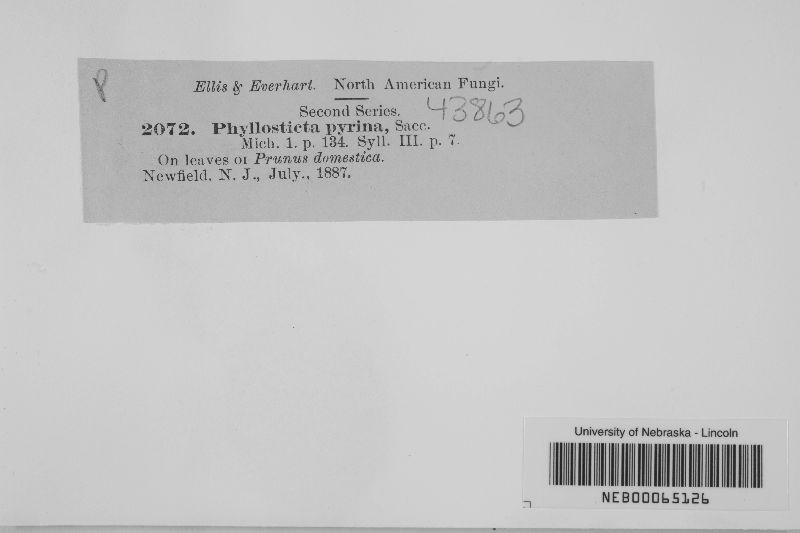 P
Ellis & Everhart. North American Fungi.
Second Series. 43863
2072. Phyllosticta pyrina, Sacc.
Mich. 1. p. 134. Syll. III. p. 7.
On leaves of Prunus domestica.
Newfield, N. J., July., 1887.
University of Nebraska - Lincoln
NEB00065126